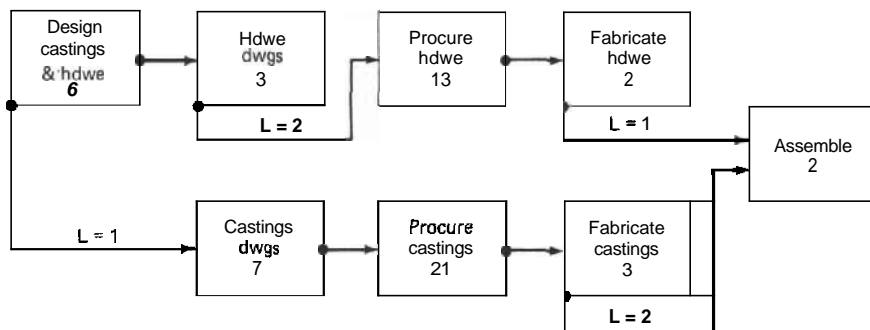 Design
castings
& hdwe
6
Hdwe
dwgs
3
Procure
hdwe
13
Fabricate
hdwe
2
L = 2
L = 1
Assemble
2
L = 1
Castings
dwgs
7
Procure
castings
21
Fabricate
castings
3
L = 2